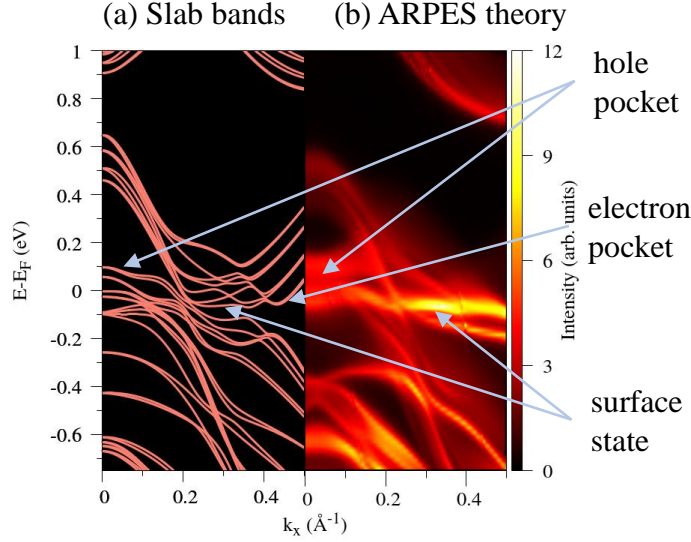 (a) Slab bands
(b) ARPES theory
hole
pocket
electron
pocket
surface
state
E-E_F (eV)
1
0.8
0.6
0.4
0.2
0
-0.2
-0.4
-0.6
0
0.2
0.4
0
0.2
0.4
k_x (Å⁻¹)
12
9
6
3
0
Intensity (arb. units)